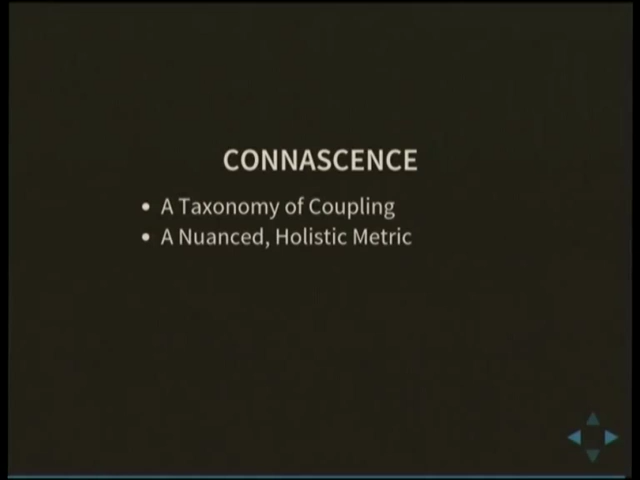 CONNASCENCE
• A Taxonomy of Coupling
• A Nuanced, Holistic Metric